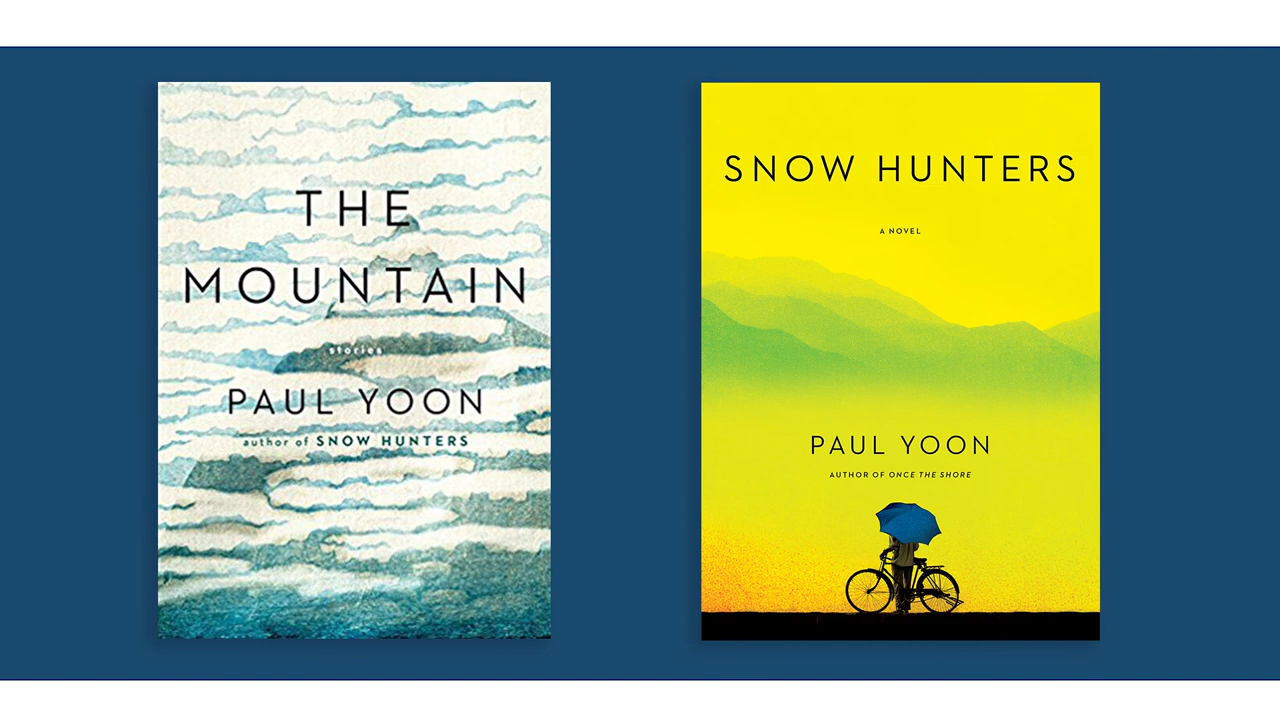 THE
MOUNTAIN
stories
PAUL YOON
author of SNOW HUNTERS
SNOW HUNTERS
A NOVEL
PAUL YOON
AUTHOR OF ONCE THE SHORE